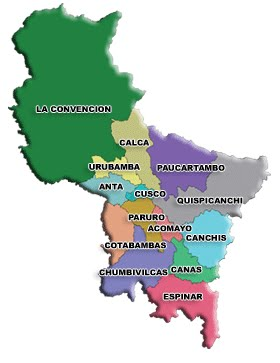 LA CONVENCION
CALCA
URUBAMBA
PAUCARTAMBO
ANTA
CUSCO
QUISPICANCHI
PARURO
ACOMAYO
CANCHIS
COTABAMBAS
CHUMBIVILCAS
CANAS
ESPINAR